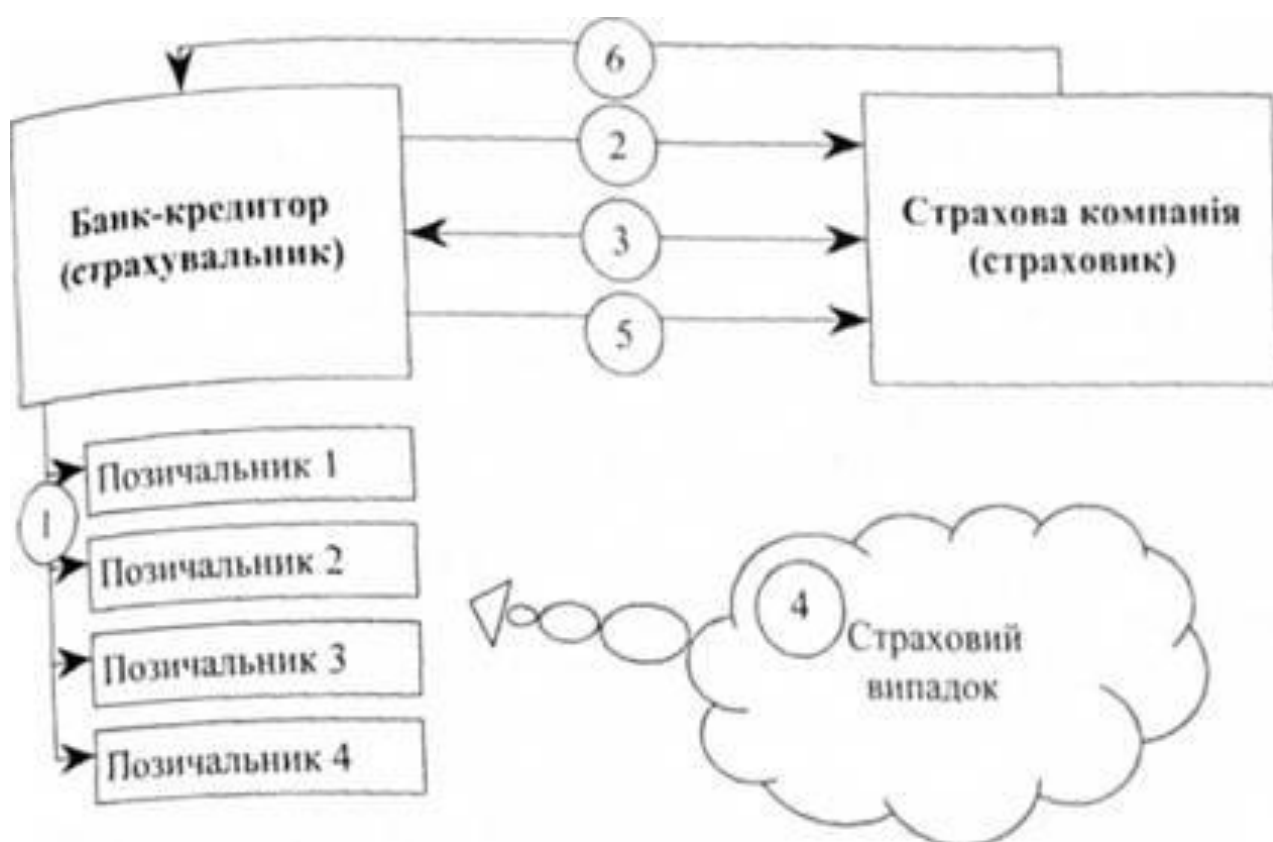 6
2
Банк-кредитор
(страхувальник)
3
Страхова компанія
(страховик)
5
Позичальник 1
1
Позичальник 2
Позичальник 3
Позичальник 4
4
Страховий
випадок